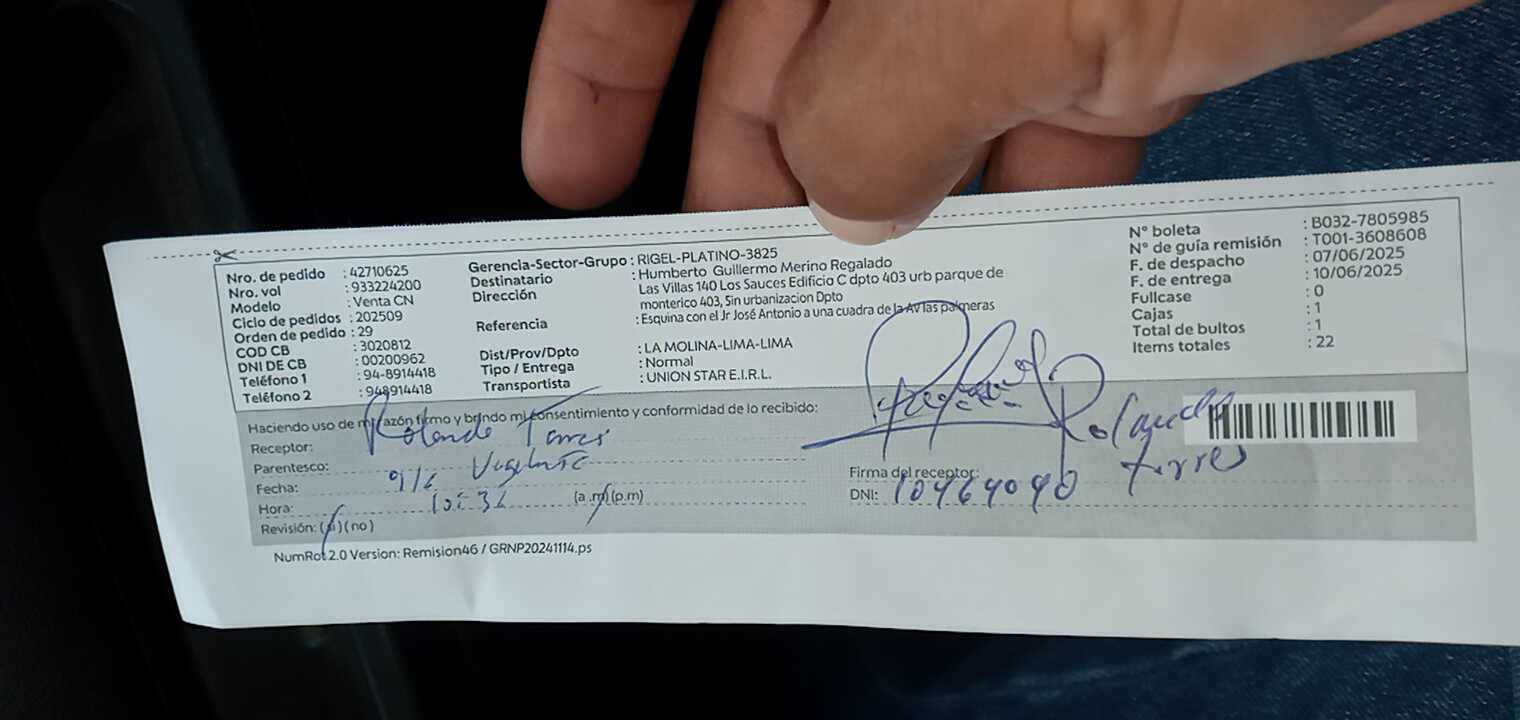 Nro. de pedido : 42710625
Nro. vol : 933224200
Modelo : Venta CN
Ciclo de pedidos : 202509
Orden de pedido : 29
COD CB : 3020812
DNI DE CB : 00200962
Teléfono 1 : 94-8914418
Teléfono 2 : 948914418
Gerencia-Sector-Grupo : RIGEL-PLATINO-3825
Destinatario : Humberto Guillermo Merino Regalado
Dirección : Las Villas 140 Los Sauces Edificio C dpto 403 urb parque de
monterico 403, Sin urbanizacion Dpto
Referencia : Esquina con el Jr José Antonio a una cuadra de la Av las palmeras
Dist/Prov/Dpto : LA MOLINA-LIMA-LIMA
Tipo / Entrega : Normal
Transportista : UNION STAR E.I.R.L.
N° boleta : B032-7805985
N° de guía remisión : T001-3608608
F. de despacho : 07/06/2025
F. de entrega : 10/06/2025
Fullcase : 0
Cajas : 1
Total de bultos : 1
Items totales : 22
Haciendo uso de mi razón firmo y brindo mi consentimiento y conformidad de lo recibido:
Receptor: Rolando Torres
Parentesco: Vigilante
Fecha: 9/6
Hora: 10:36 (a.m)(p.m)
Revisión: (si)(no)
Rolando
Torres
Firma del receptor:
DNI: 10464040
NumRot 2.0 Version: Remision46 / GRNP20241114.ps